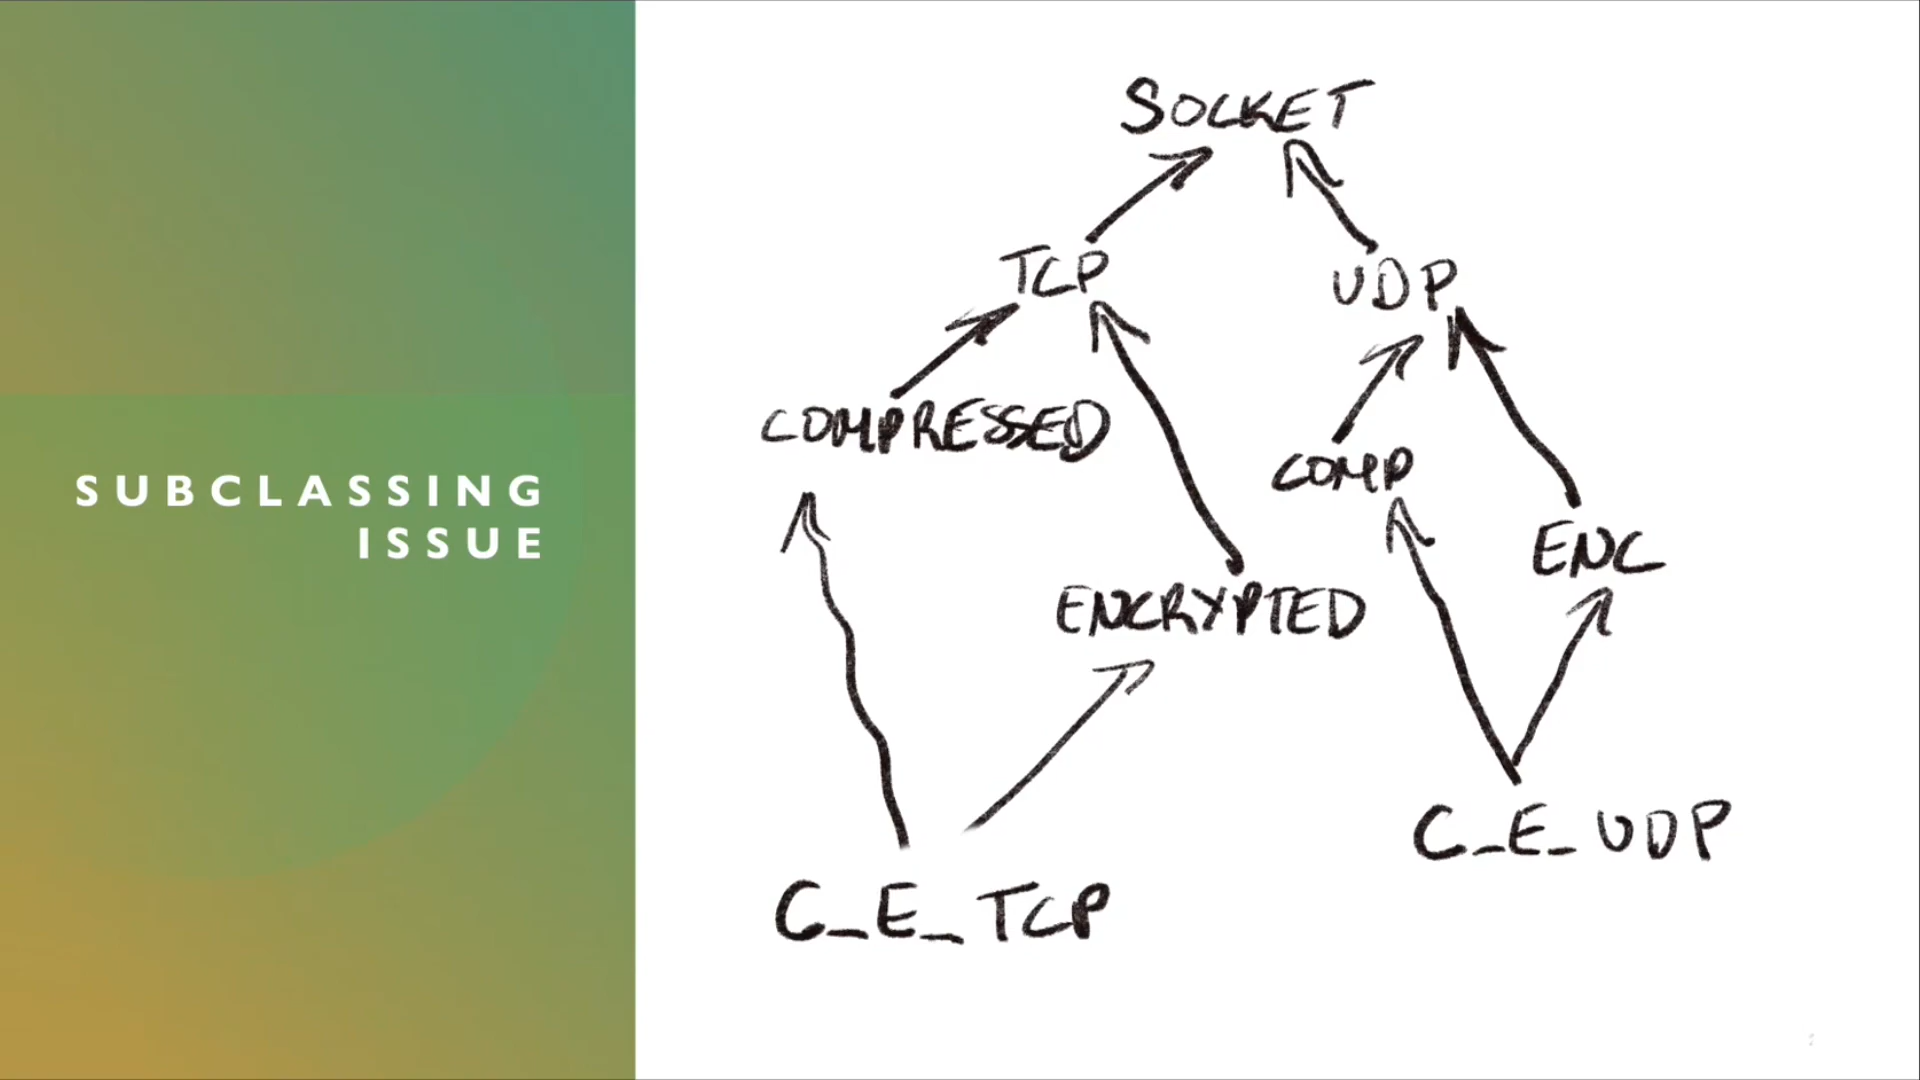 SUBCLASSING
ISSUE
SOCKET
TCP
UDP
COMPRESSED
COMP
ENC
ENCRYPTED
C_E_UDP
C_E_TCP